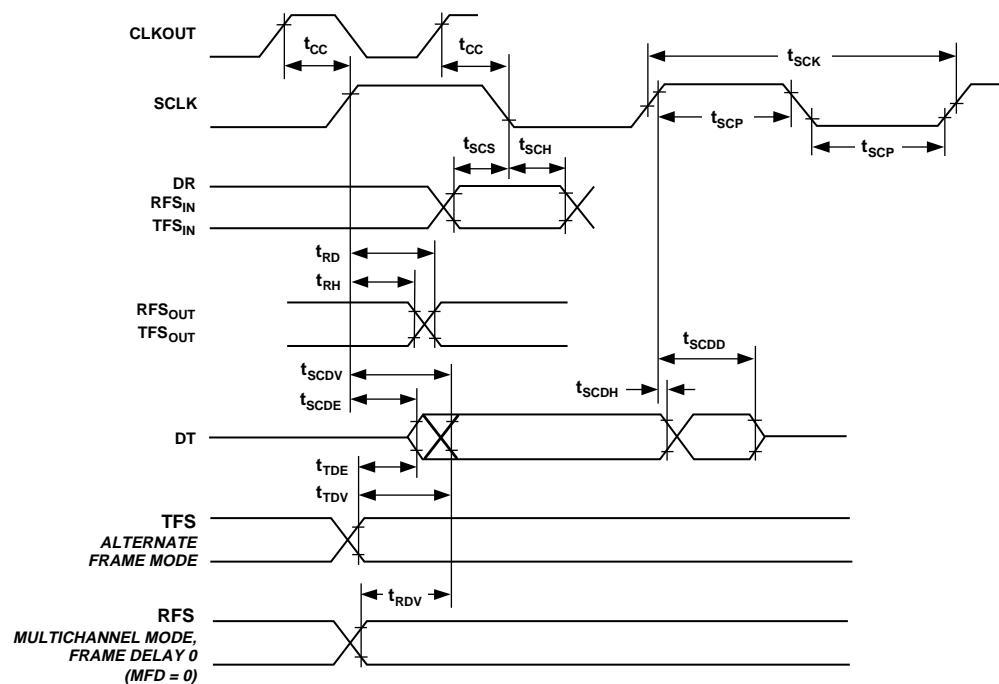 CLKOUT
tCC
tCC
tSCK
SCLK
tSCP
tSCP
tSCS
tSCH
DR
RFSIN
TFSIN
tRD
tRH
RFSOUT
TFSOUT
tSCDD
tSCDV
tSCDH
tSCDE
DT
tTDE
tTDV
TFS
ALTERNATE
FRAME MODE
tRDV
RFS
MULTICHANNEL MODE,
FRAME DELAY 0
(MFD = 0)